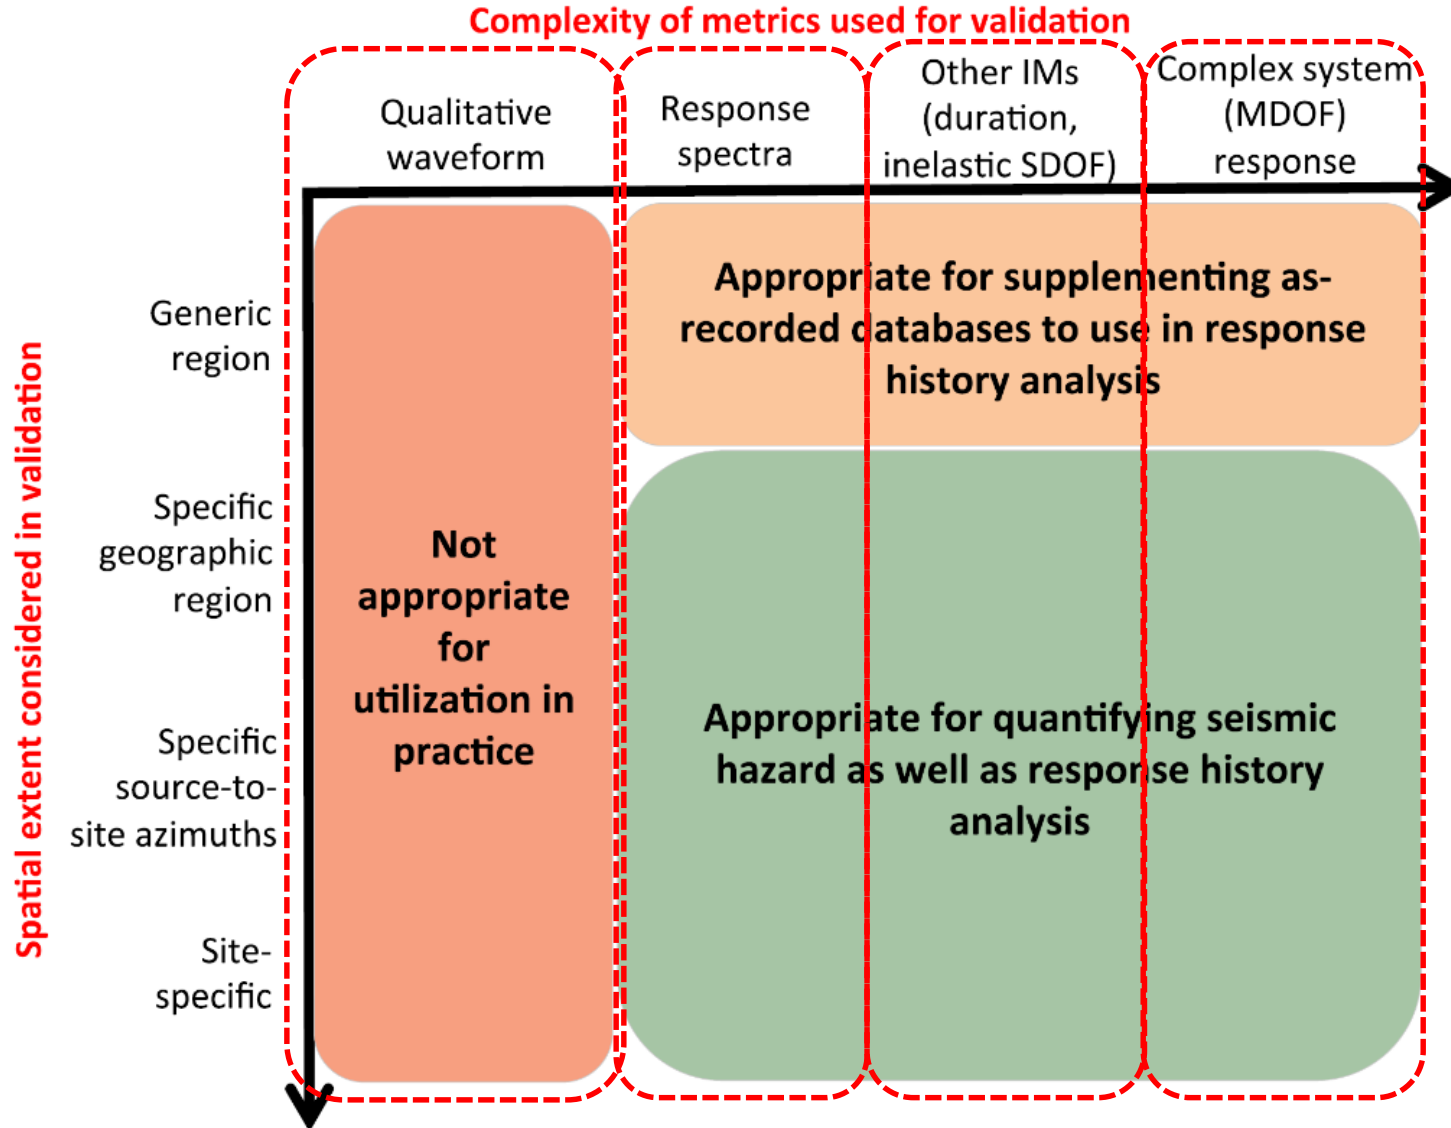 Complexity of metrics used for validation
Qualitative
waveform
Response
spectra
Other IMs
(duration,
inelastic SDOF)
Complex system
(MDOF)
response
Spatial extent considered in validation
Generic
region
Specific
geographic
region
Specific
source-to-
site azimuths
Site-
specific
Not
appropriate
for
utilization in
practice
Appropriate for supplementing as-
recorded databases to use in response
history analysis
Appropriate for quantifying seismic
hazard as well as response history
analysis